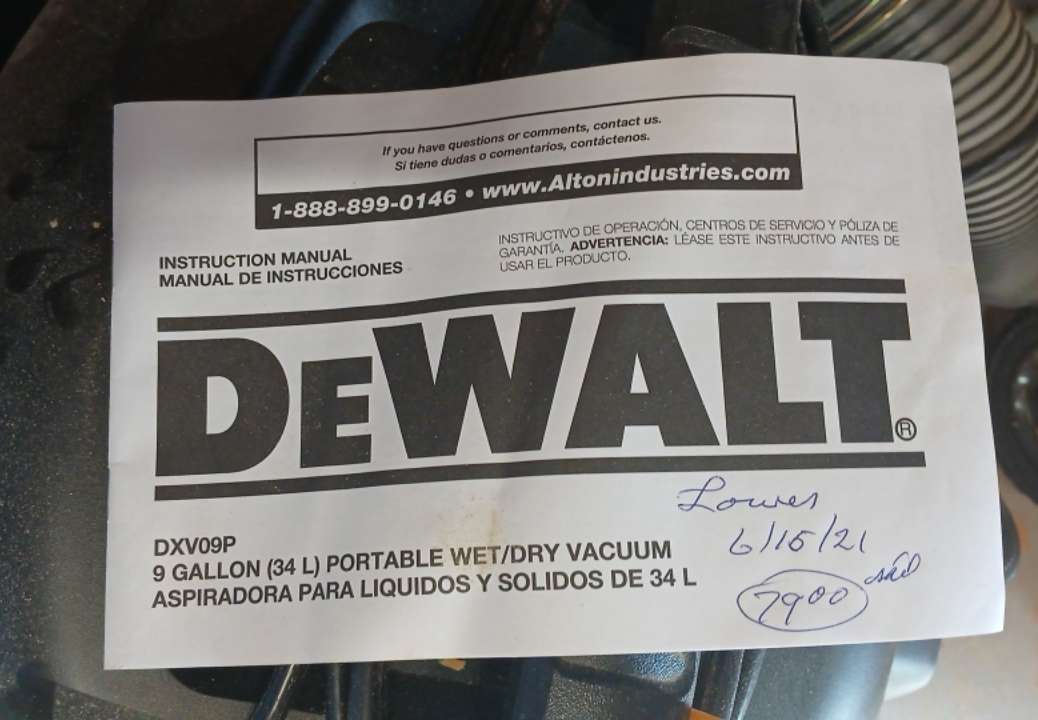 If you have questions or comments, contact us.
Si tiene dudas o comentarios, contáctenos.
1-888-899-0146 • www.Altonindustries.com
INSTRUCTION MANUAL
MANUAL DE INSTRUCCIONES
INSTRUCTIVO DE OPERACIÓN, CENTROS DE SERVICIO Y PÓLIZA DE
GARANTÍA. ADVERTENCIA: LÉASE ESTE INSTRUCTIVO ANTES DE
USAR EL PRODUCTO.
DEWALT®
Lowes
6/15/21
7900
DXV09P
9 GALLON (34 L) PORTABLE WET/DRY VACUUM
ASPIRADORA PARA LIQUIDOS Y SOLIDOS DE 34 L